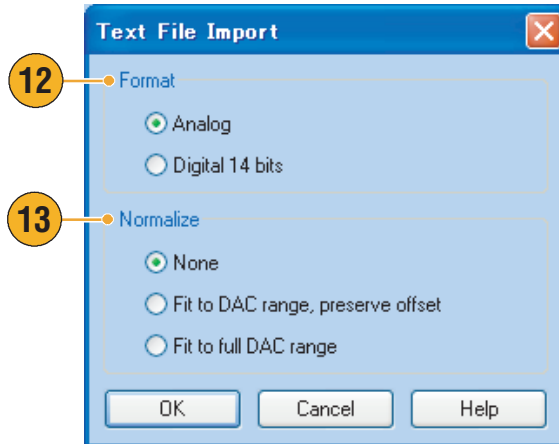 Text File Import
12
Format
Analog
Digital 14 bits
13
Normalize
None
Fit to DAC range, preserve offset
Fit to full DAC range
OK Cancel Help